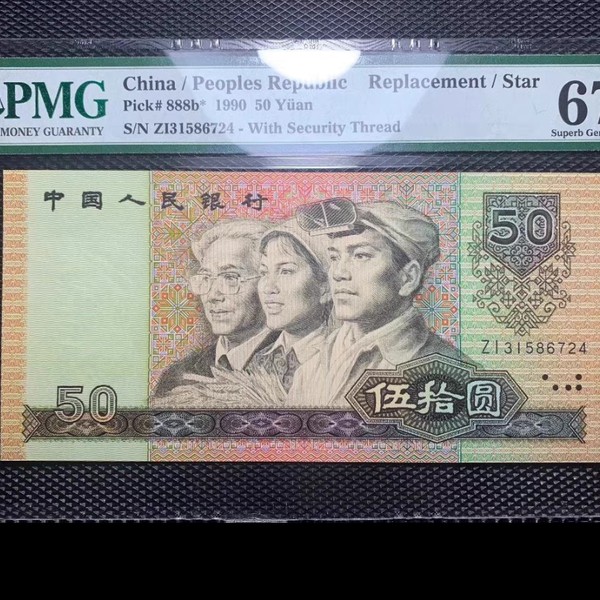 PMG
MONEY GUARANTY
China / Peoples Republic Replacement / Star
Pick# 888b* 1990 50 Yüan
S/N ZI31586724 - With Security Thread
67
Superb Ge
中国人民银行
50
ZI31586724
50
伍拾圆